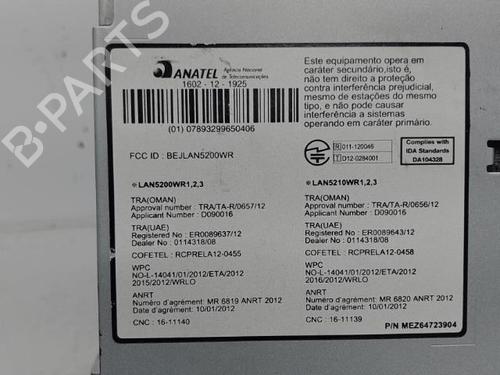 ANATEL
Agência Nacional
de Telecomunicações
1602 - 12 - 1925
(01) 07893299650406
Este equipamento opera em
caráter secundário,isto é,
não tem direito a proteção
contra interferência prejudicial,
mesmo de estações do mesmo
tipo, e não pode causar
interferência a sistemas
operando em caráter primário.
FCC ID : BEJLAN5200WR
R 011-120046
T D12-0284001
Complies with
IDA Standards
DA104328
※LAN5200WR1,2,3
TRA(OMAN)
Approval number : TRA/TA-R/0657/12
Applicant Number : D090016
TRA(UAE)
Registered No : ER0089637/12
Dealer No : 0114318/08
COFETEL : RCPRELA12-0455
WPC
NO-L-14041/01/2012/ETA/2012
2015/2012/WRLO
ANRT
Numéro d'agrément: MR 6819 ANRT 2012
Date d'agrément: 10/01/2012
CNC : 16-11140
※LAN5210WR1,2,3
TRA(OMAN)
Approval number : TRA/TA-R/0656/12
Applicant Number : D090016
TRA(UAE)
Registered No : ER0089643/12
Dealer No : 0114318/08
COFETEL : RCPRELA12-0458
WPC
NO-L-14041/01/2012/ETA/2012
2016/2012/WRLO
ANRT
Numéro d'agrément: MR 6820 ANRT 2012
Date d'agrément: 10/01/2012
CNC : 16-11139
P/N MEZ64723904